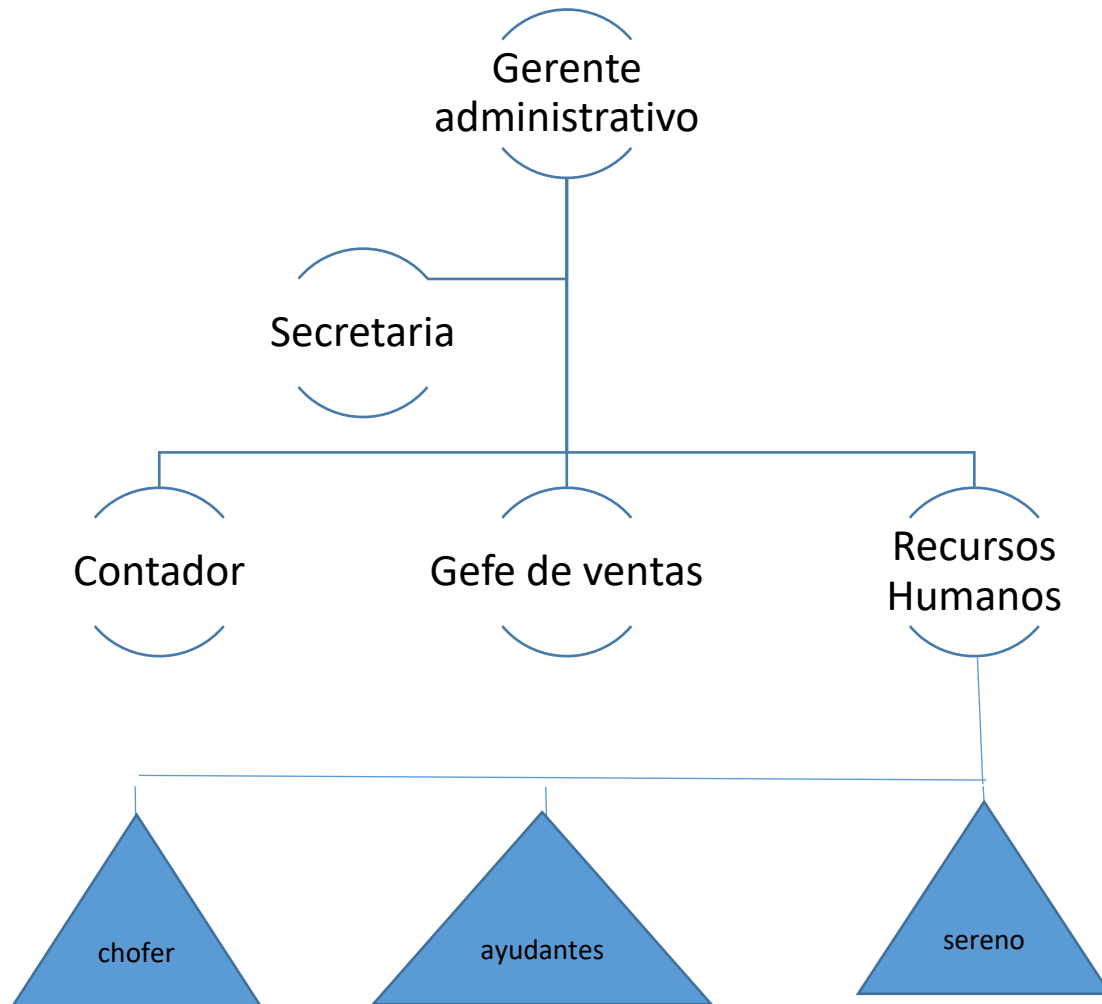 Gerente
administrativo
Secretaria
Contador
Gefe de ventas
Recursos
Humanos
chofer
ayudantes
sereno